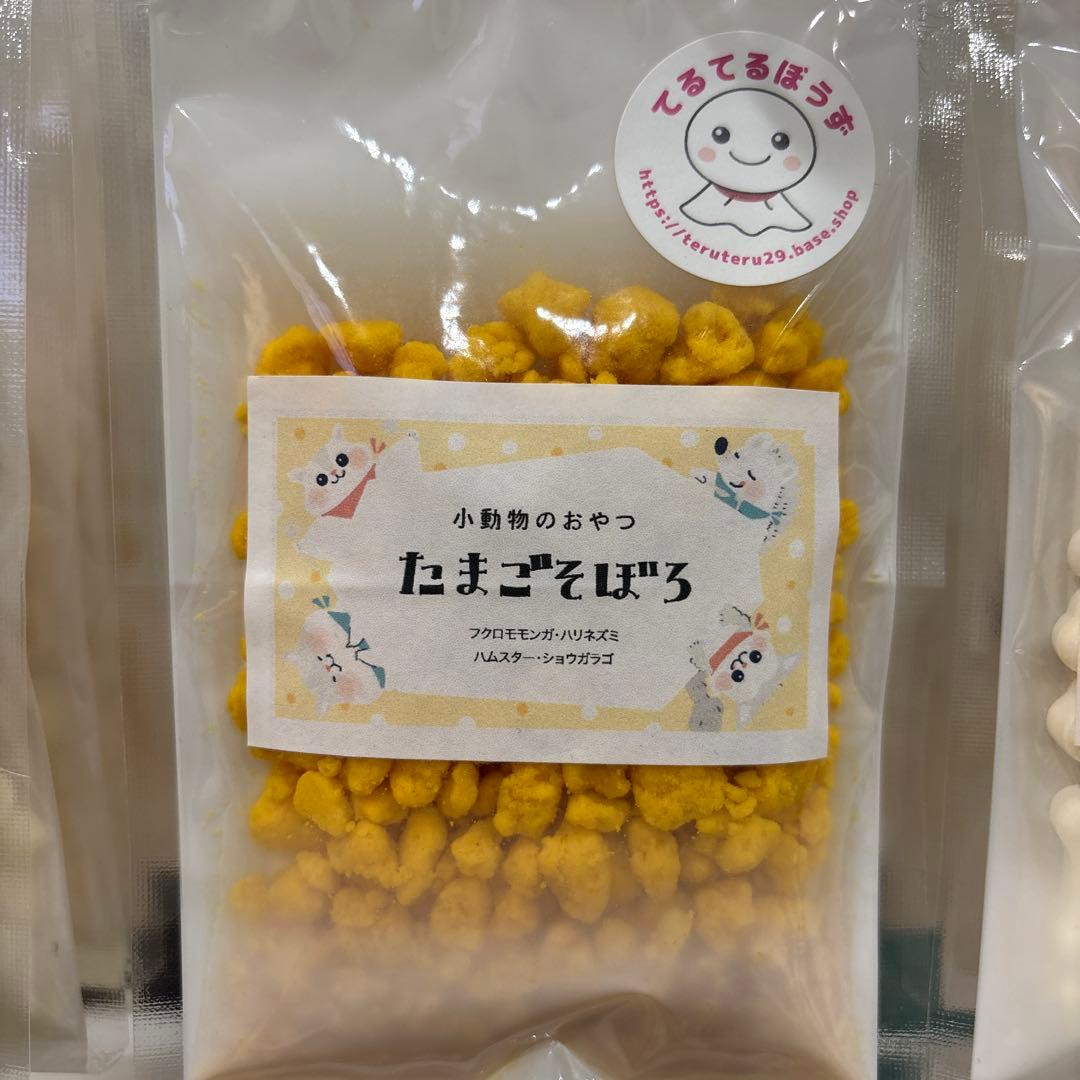 てるてるぼうず
https://teruteru29.base.shop
小動物のおやつ
たまごそぼろ
フクロモモンガ・ハリネズミ
ハムスター・ショウガラゴ